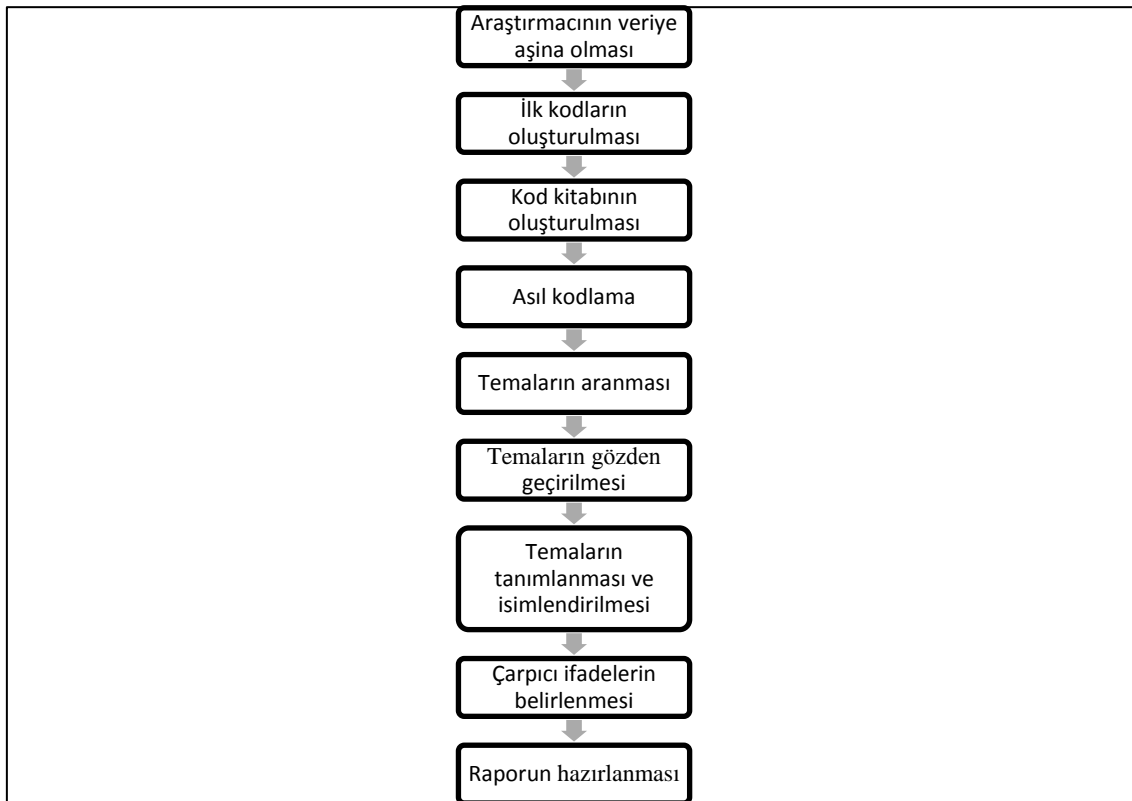 Araştırmacının veriye
aşina olması
İlk kodların
oluşturulması
Kod kitabının
oluşturulması
Asıl kodlama
Temaların aranması
Temaların gözden
geçirilmesi
Temaların
tanımlanması ve
isimlendirilmesi
Çarpıcı ifadelerin
belirlenmesi
Raporun hazırlanması